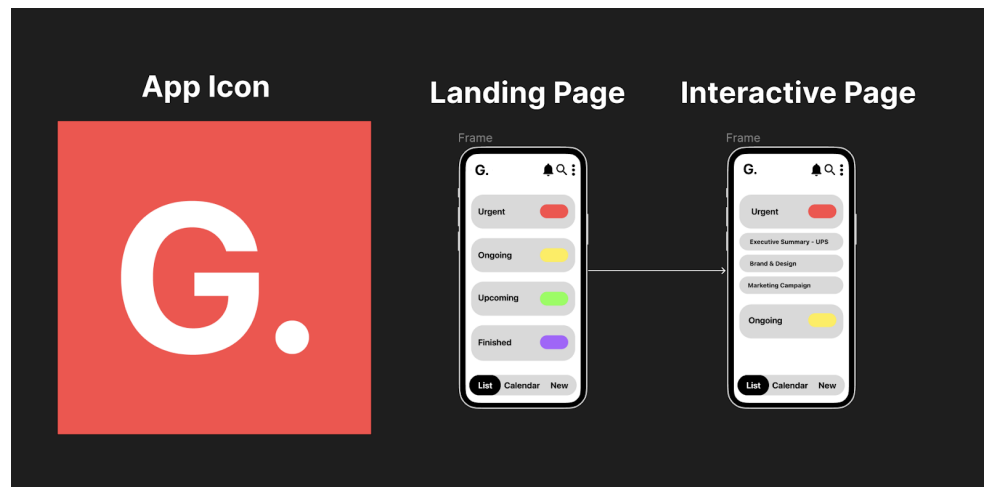 App Icon
G.
Landing Page
Frame
G.
Urgent
Ongoing
Upcoming
Finished
List Calendar New
Interactive Page
Frame
G.
Urgent
Executive Summary - UPS
Brand & Design
Marketing Campaign
Ongoing
List Calendar New